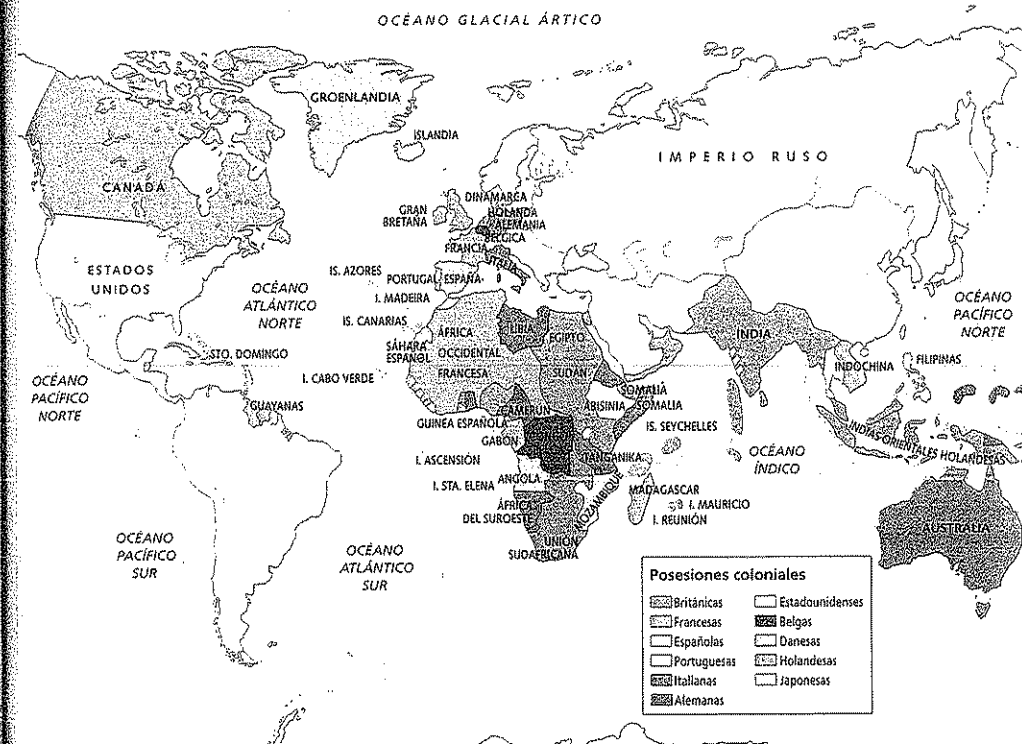 OCÉANO GLACIAL ÁRTICO
GROENLANDIA
ISLANDIA
IMPERIO RUSO
CANADÁ
DINAMARCA
GRAN
BRETAÑA
HOLANDA
ALEMANIA
BÉLGICA
FRANCIA
ITALIA
ESTADOS
UNIDOS
IS. AZORES
PORTUGAL
ESPAÑA
OCÉANO
ATLÁNTICO
NORTE
I. MADEIRA
OCÉANO
PACÍFICO
NORTE
IS. CANARIAS
ÁFRICA
OCCIDENTAL
FRANCESA
LIBIA
EGIPTO
INDIA
SÁHARA
ESPAÑOL
STO. DOMINGO
INDOCHINA
FILIPINAS
I. CABO VERDE
SUDÁN
OCÉANO
PACÍFICO
NORTE
SOMALIA
ABISINIA
SOMALIA
GUAYANAS
CAMERÚN
GUINEA ESPAÑOLA
IS. SEYCHELLES
INDIAS ORIENTALES HOLANDESAS
GABÓN
I. ASCENSIÓN
TANGANIKA
OCÉANO
ÍNDICO
ANGOLA
I. STA. ELENA
MOZAMBIQUE
MADAGASCAR
I. MAURICIO
I. REUNIÓN
ÁFRICA
DEL SUROESTE
AUSTRALIA
UNIÓN
SUDAFRICANA
OCÉANO
PACÍFICO
SUR
OCÉANO
ATLÁNTICO
SUR
Posesiones coloniales
Británicas
Francesas
Españolas
Portuguesas
Italianas
Alemanas
Estadounidenses
Belgas
Danesas
Holandesas
Japonesas